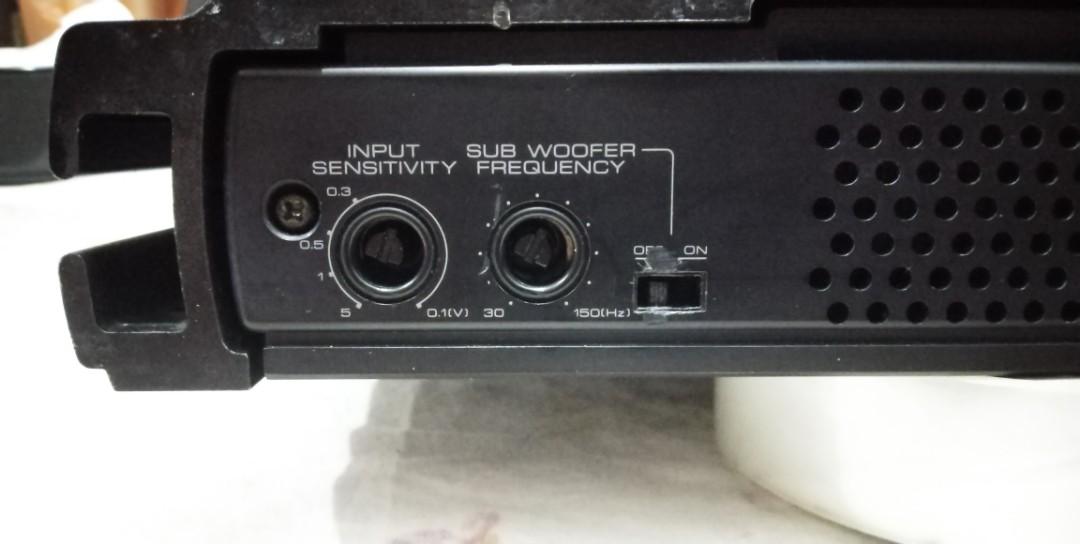 INPUT
SENSITIVITY
SUB WOOFER
FREQUENCY
0.3
0.5
1
5
0.1(V)
30
150(Hz)
OFF
ON